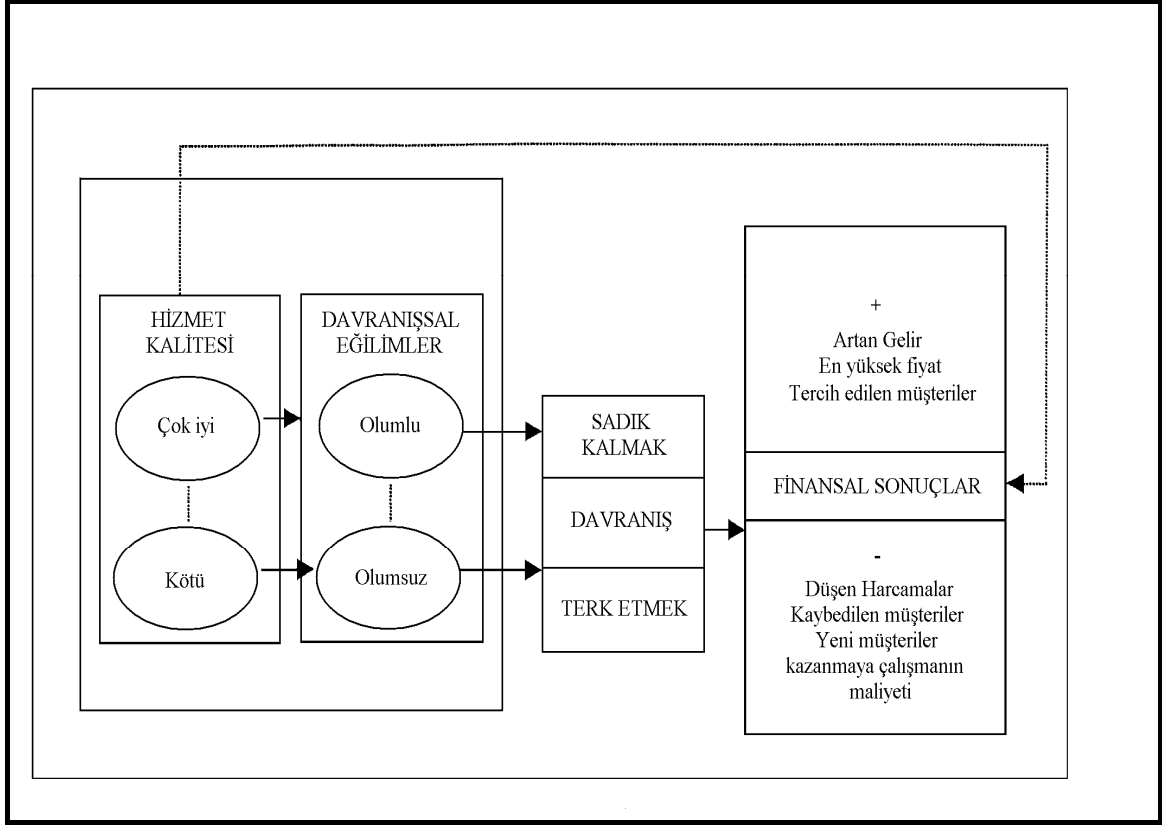 HİZMET
KALİTESİ
Çok iyi
Kötü
DAVRANIŞSAL
EĞİLİMLER
Olumlu
Olumsuz
SADIK
KALMAK
DAVRANIŞ
TERK ETMEK
+
Artan Gelir
En yüksek fiyat
Tercih edilen müşteriler
FİNANSAL SONUÇLAR
-
Düşen Harcamalar
Kaybedilen müşteriler
Yeni müşteriler
kazanmaya çalışmanın
maliyeti